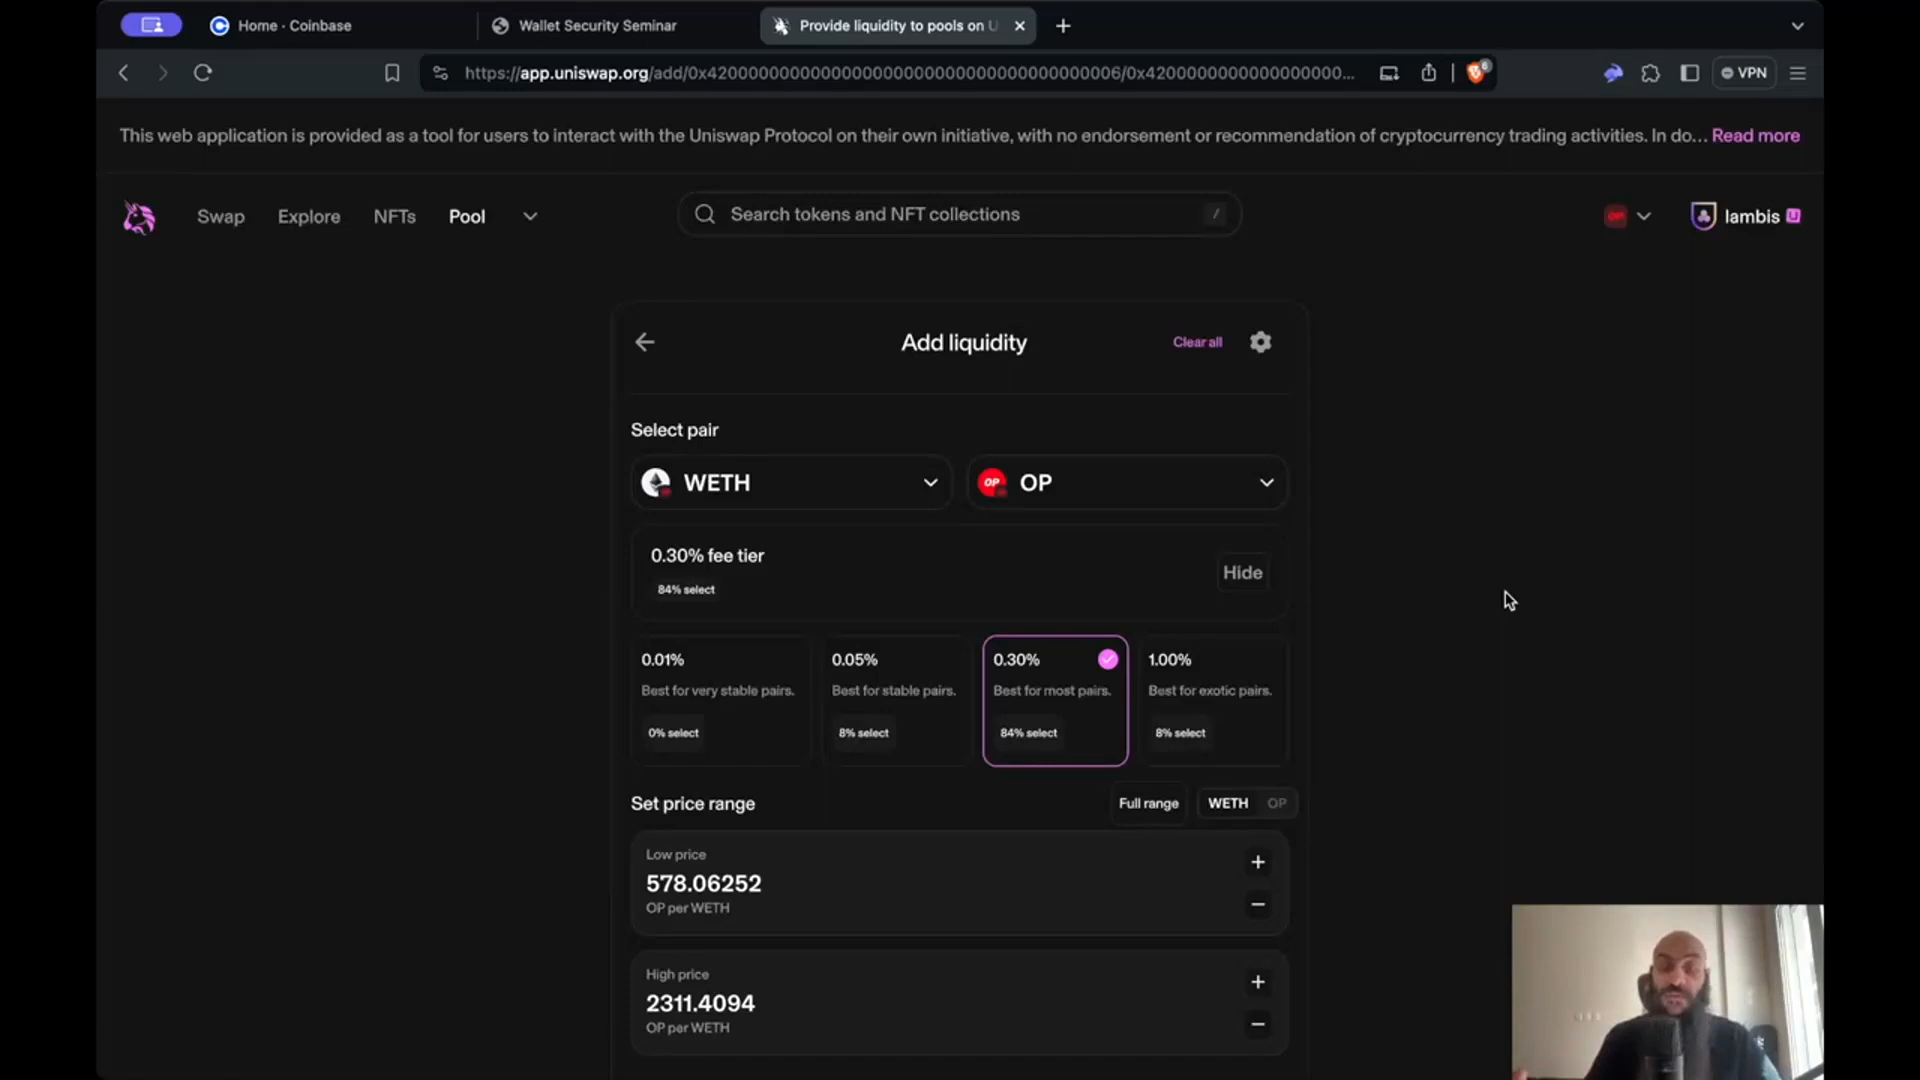 Home - Coinbase
Wallet Security Seminar
Provide liquidity to pools on U
https://app.uniswap.org/add/0x4200000000000000000000000000000000000006/0x4200000000000000000...
6
VPN
This web application is provided as a tool for users to interact with the Uniswap Protocol on their own initiative, with no endorsement or recommendation of cryptocurrency trading activities. In do... Read more
Swap
Explore
NFTs
Pool
Search tokens and NFT collections
/
OP
lambis
Add liquidity
Clear all
Select pair
WETH
OP
OP
0.30% fee tier
84% select
Hide
0.01%
Best for very stable pairs.
0% select
0.05%
Best for stable pairs.
8% select
0.30%
Best for most pairs.
84% select
1.00%
Best for exotic pairs.
8% select
Set price range
Full range
WETH
OP
Low price
578.06252
OP per WETH
+
−
High price
2311.4094
OP per WETH
+
−